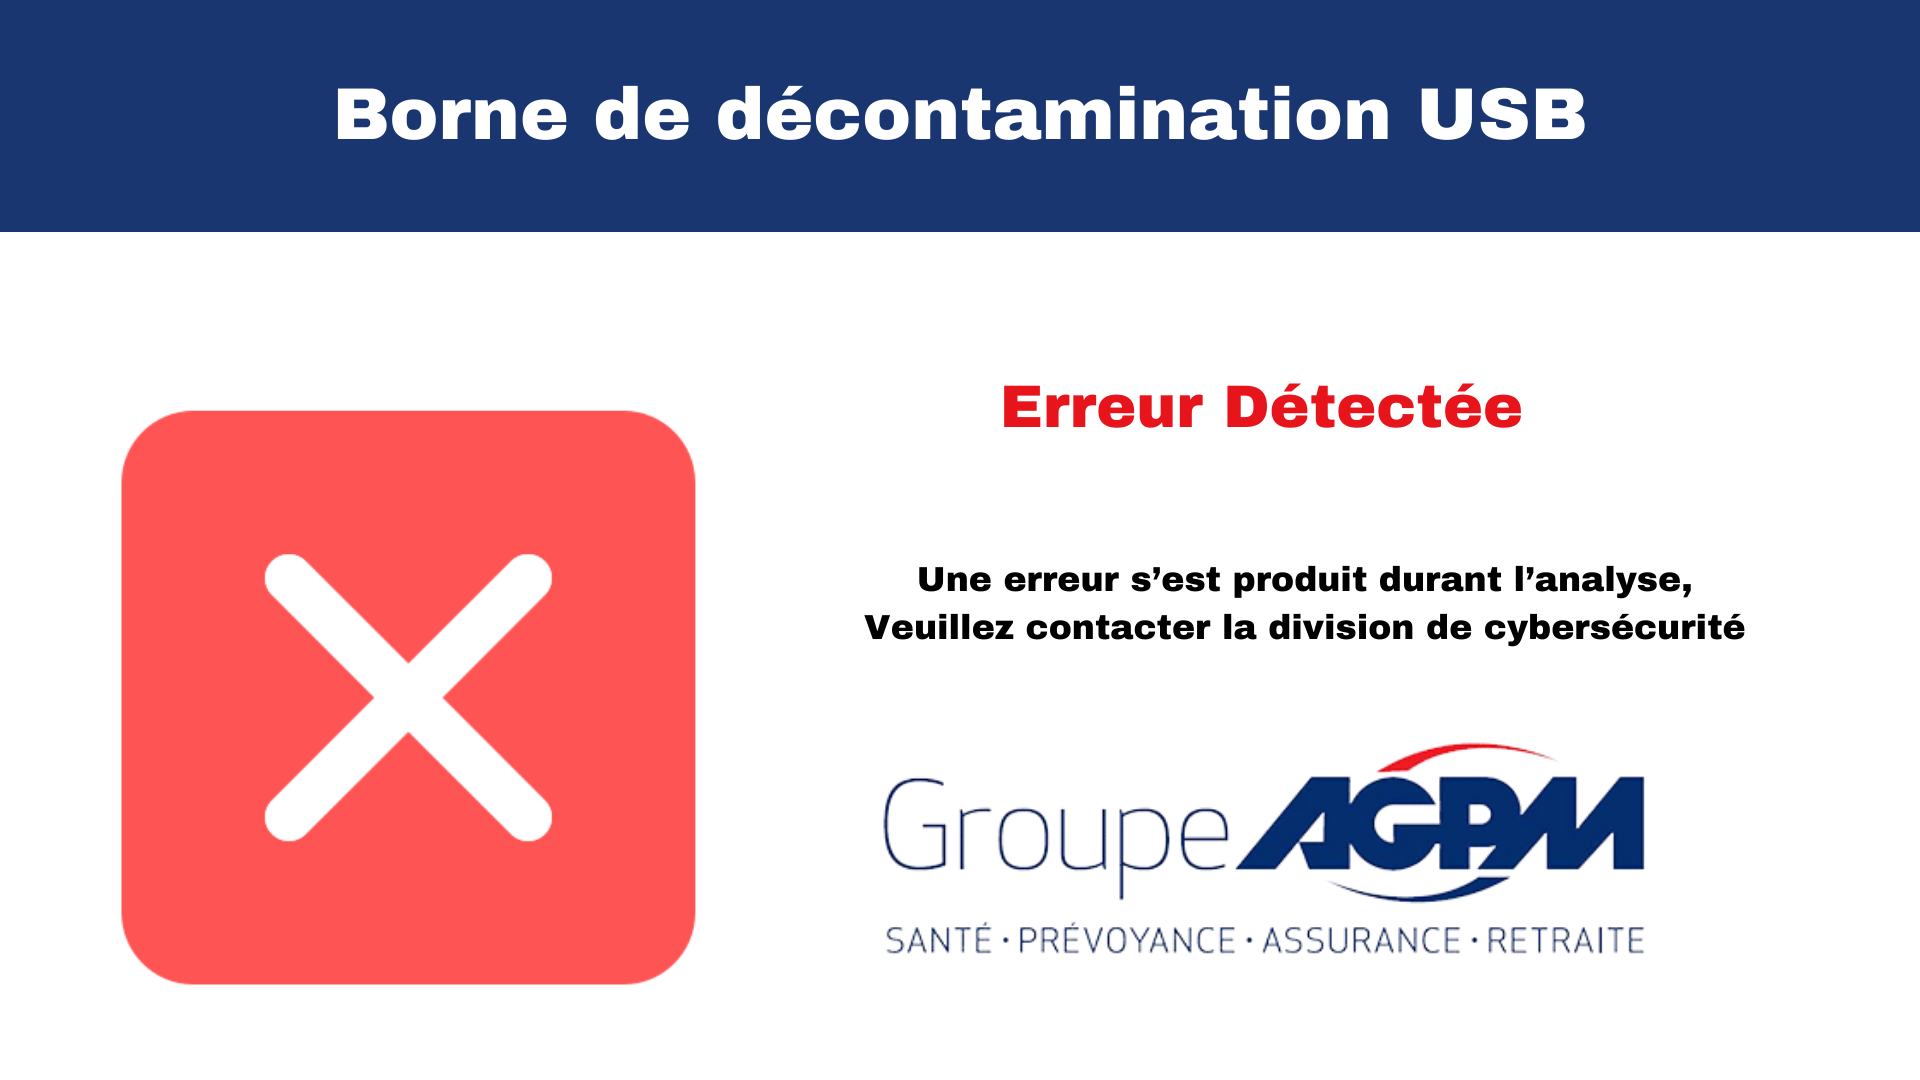 Borne de décontamination USB
Erreur Détectée
Une erreur s’est produit durant l’analyse,
Veuillez contacter la division de cybersécurité
Groupe AGPM
SANTÉ · PRÉVOYANCE · ASSURANCE · RETRAITE